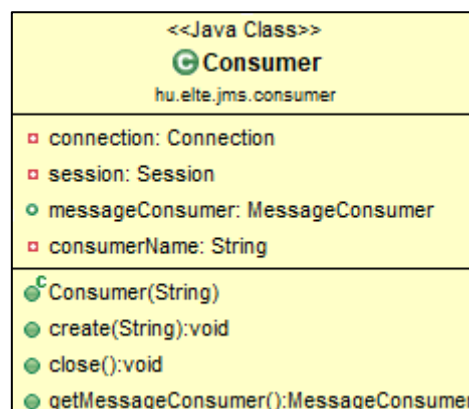 <<Java Class>>
C Consumer
hu.elte.jms.consumer
connection: Connection
session: Session
messageConsumer: MessageConsumer
consumerName: String
C Consumer(String)
create(String):void
close():void
getMessageConsumer():MessageConsumer